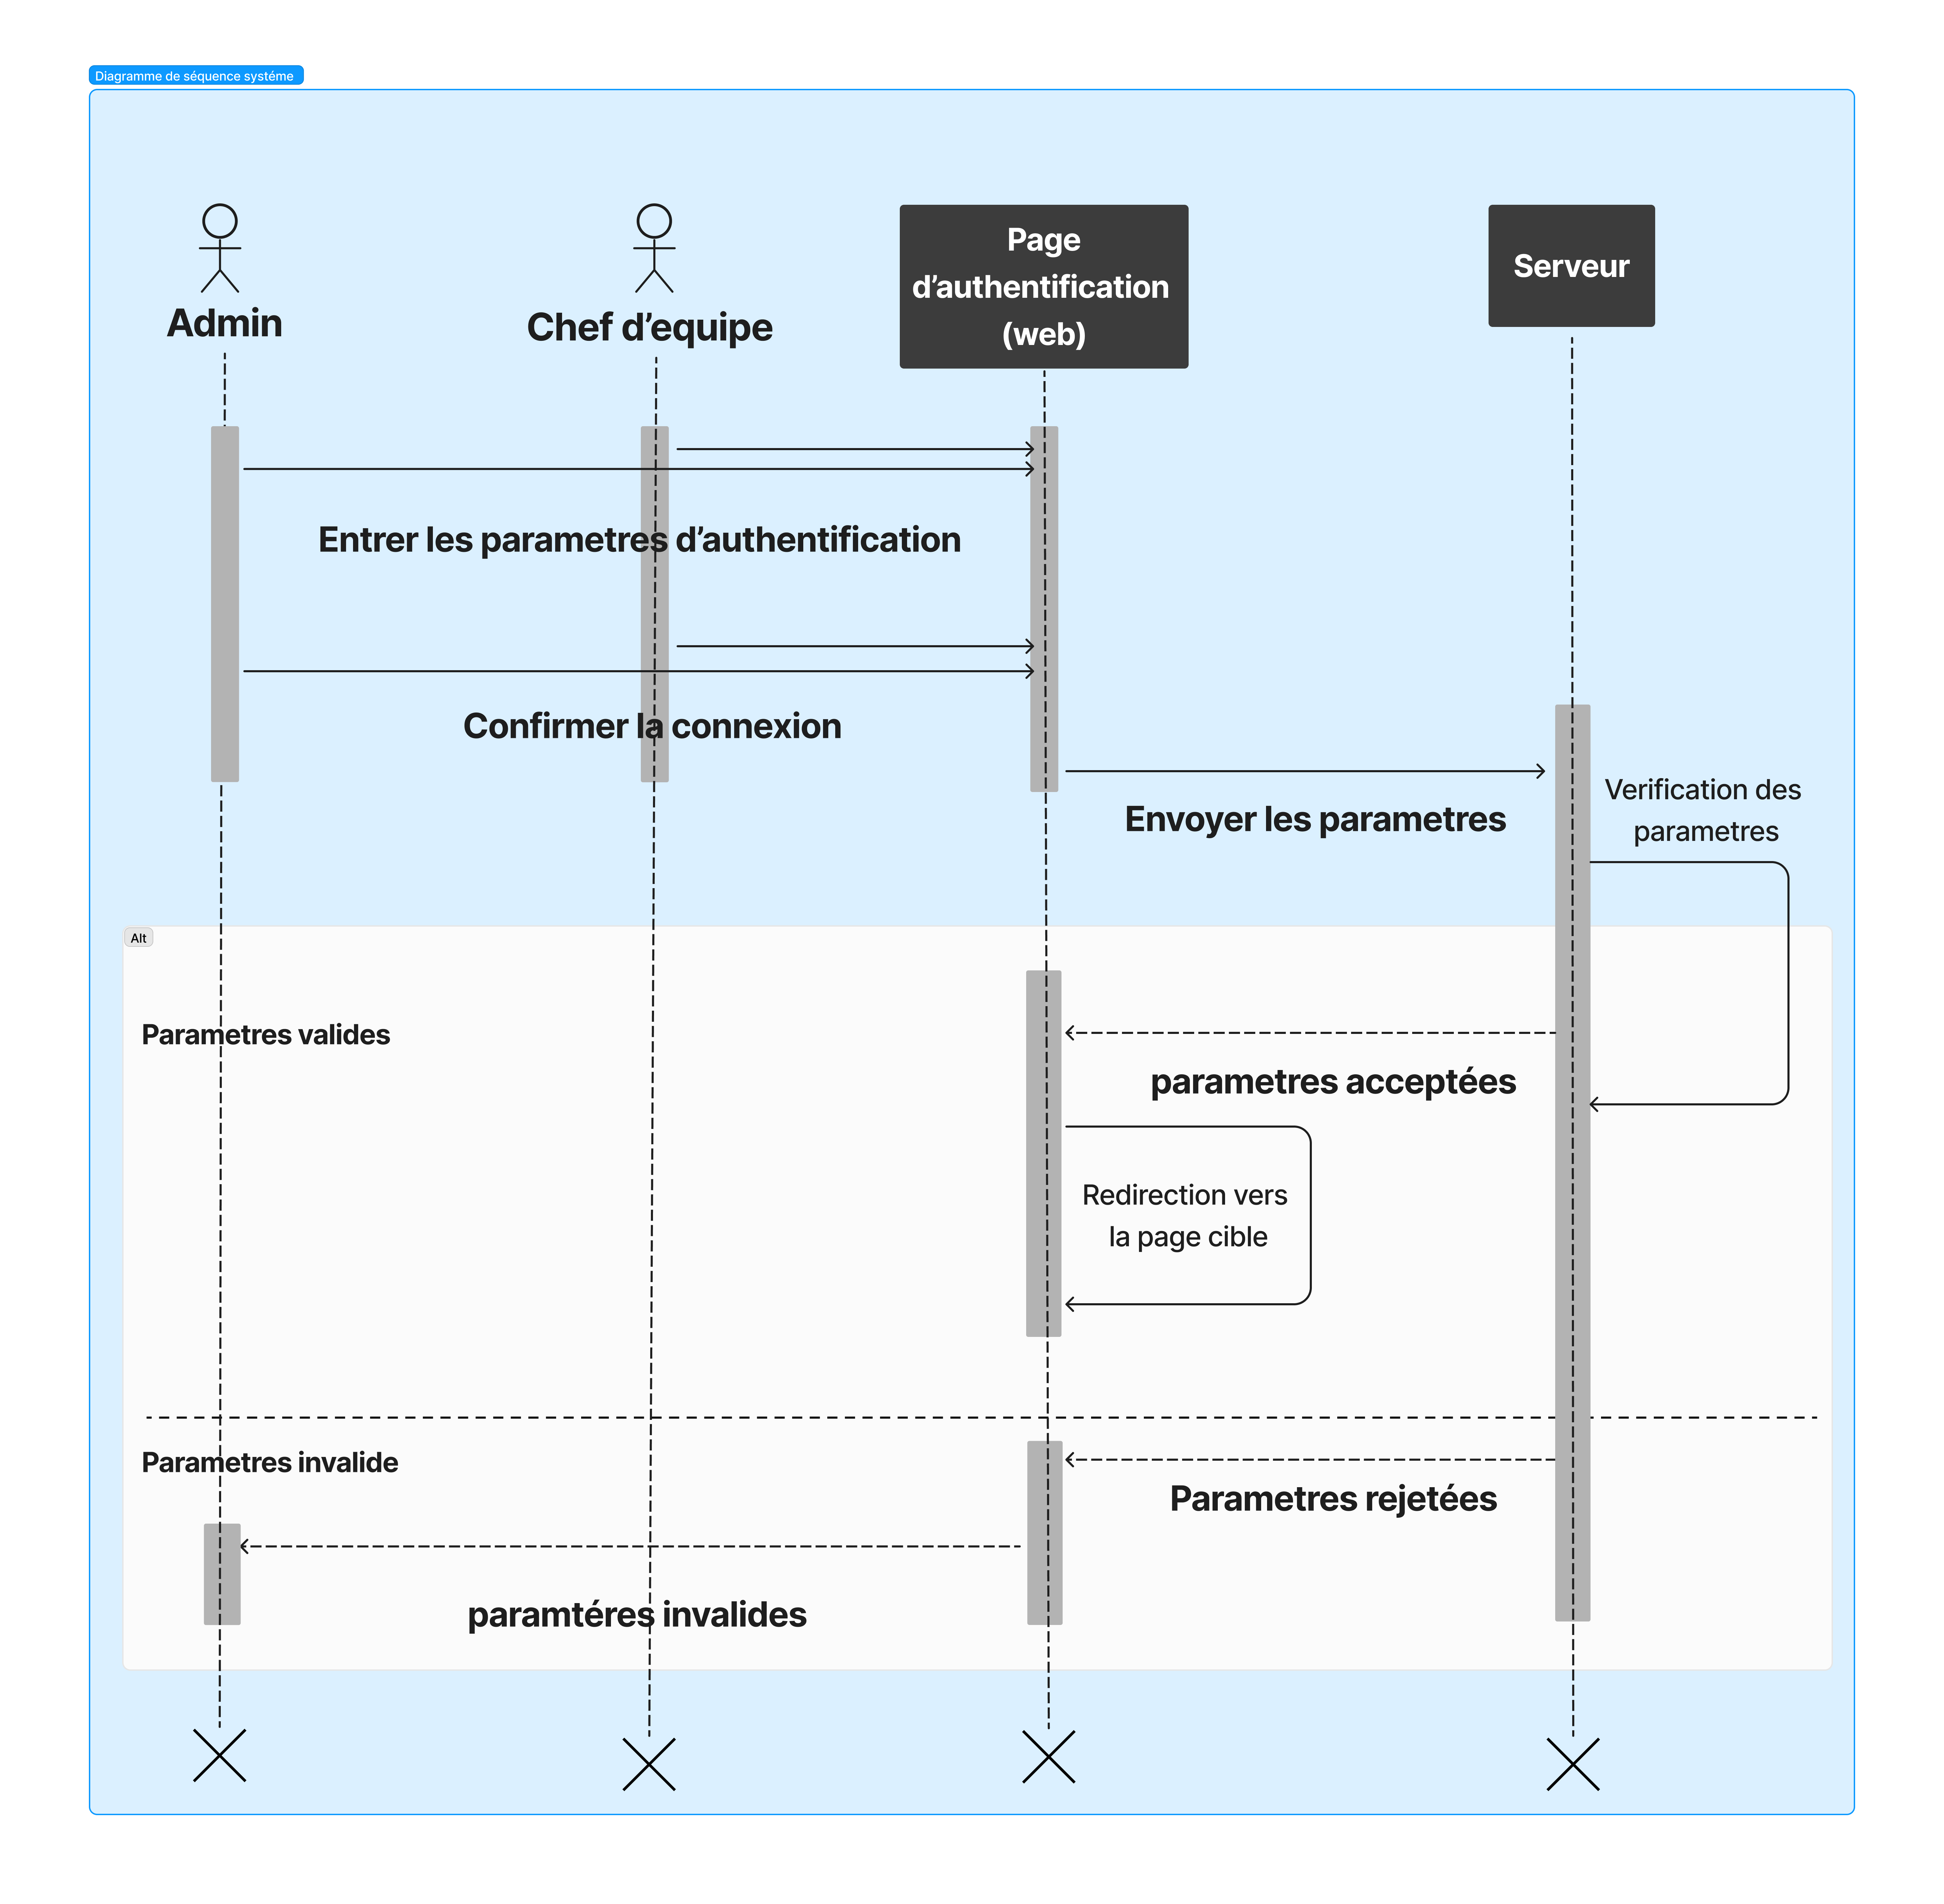 Diagramme de séquence systéme
Admin
Chef d’equipe
Page
d’authentification
(web)
Serveur
Entrer les parametres d’authentification
Confirmer la connexion
Envoyer les parametres
Verification des
parametres
Alt
Parametres valides
parametres acceptées
Redirection vers
la page cible
Parametres invalide
Parametres rejetées
paramtéres invalides